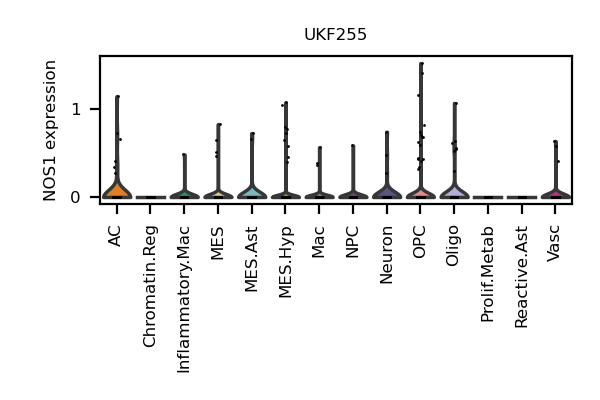 UKF255
NOS1 expression
1
0
AC
Chromatin.Reg
Inflammatory.Mac
MES
MES.Ast
MES.Hyp
Mac
NPC
Neuron
OPC
Oligo
Prolif.Metab
Reactive.Ast
Vasc